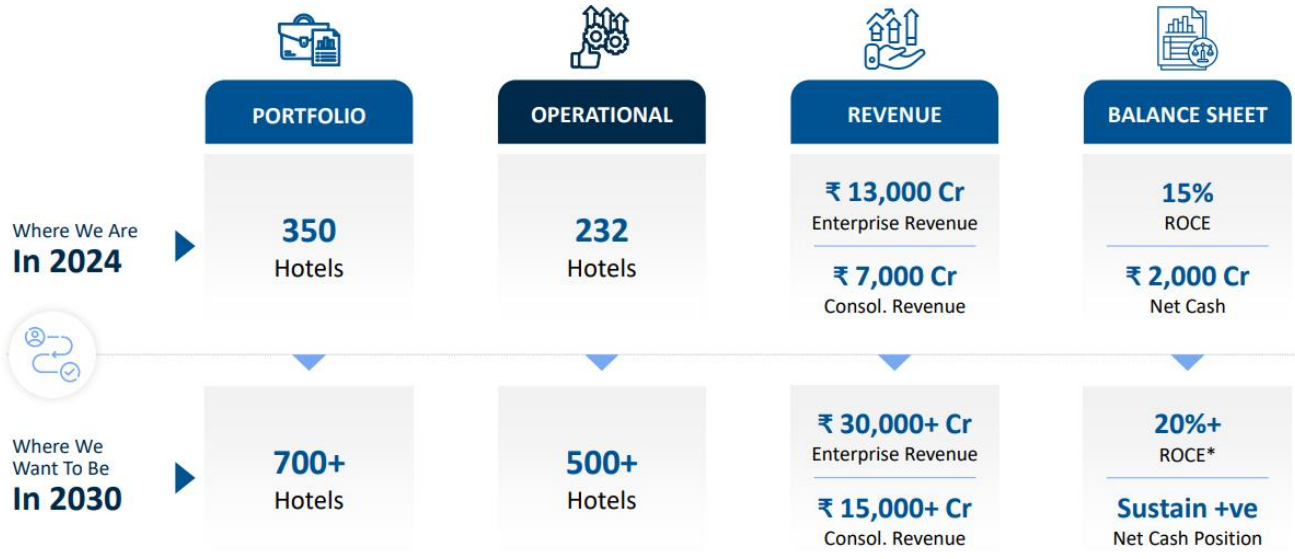 PORTFOLIO
OPERATIONAL
REVENUE
BALANCE SHEET
Where We Are
In 2024
350
Hotels
232
Hotels
₹ 13,000 Cr
Enterprise Revenue
₹ 7,000 Cr
Consol. Revenue
15%
ROCE
₹ 2,000 Cr
Net Cash
Where We
Want To Be
In 2030
700+
Hotels
500+
Hotels
₹ 30,000+ Cr
Enterprise Revenue
₹ 15,000+ Cr
Consol. Revenue
20%+
ROCE*
Sustain +ve
Net Cash Position